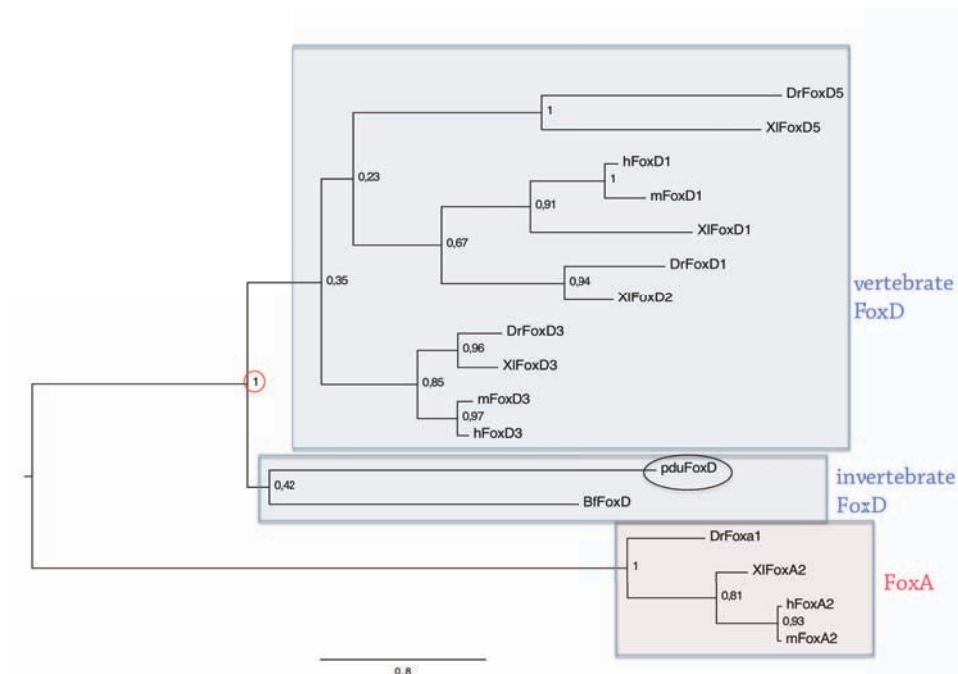 DrFoxD5
1
XlFoxD5
hFoxD1
1
mFoxD1
0,23
0,91
XlFoxD1
0,67
DrFoxD1
0,94
XlFoxD2
0,35
vertebrate
FoxD
DrFoxD3
0,96
XlFoxD3
0,85
mFoxD3
0,97
hFoxD3
1
pduFoxD
0,42
BfFoxD
invertebrate
FoxD
DrFoxa1
1
XlFoxA2
0,81
hFoxA2
0,93
mFoxA2
FoxA
0,8